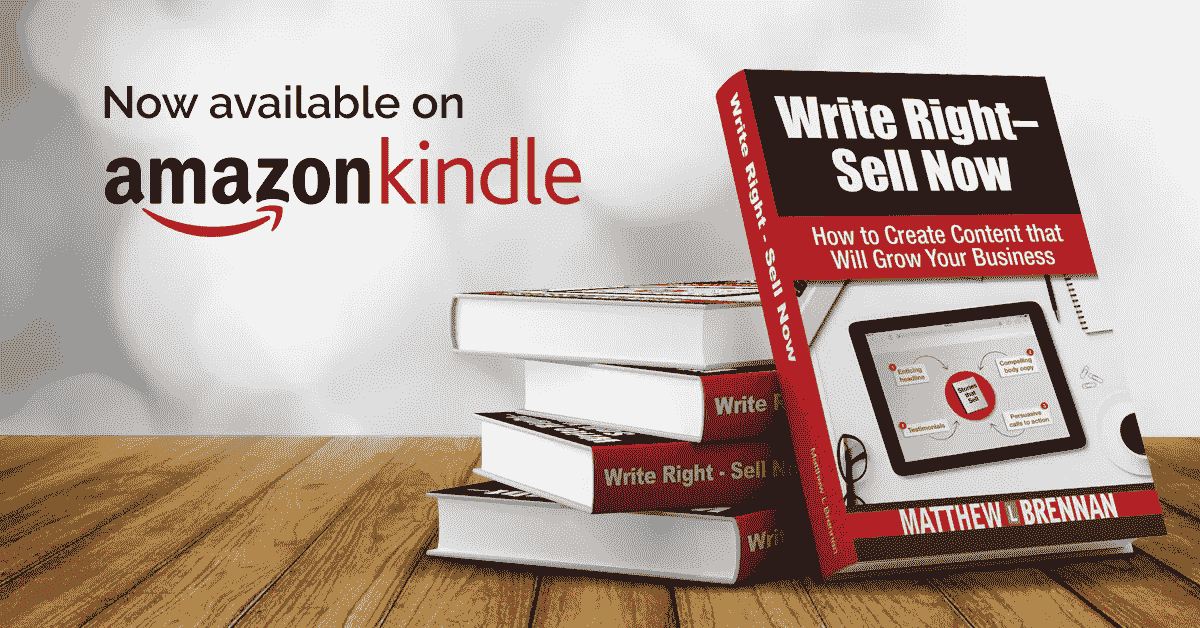 Now available on
amazonkindle
Write Right–
Sell Now
How to Create Content that
Will Grow Your Business
Enticing
headline
Compelling
body copy
Stories
that
Sell
Testimonials
Persuasive
calls to action
MATTHEW L BRENNAN
Write Right - Sell Now
Matthew L Brennan
Write R
Write Right - Sell N
Wri